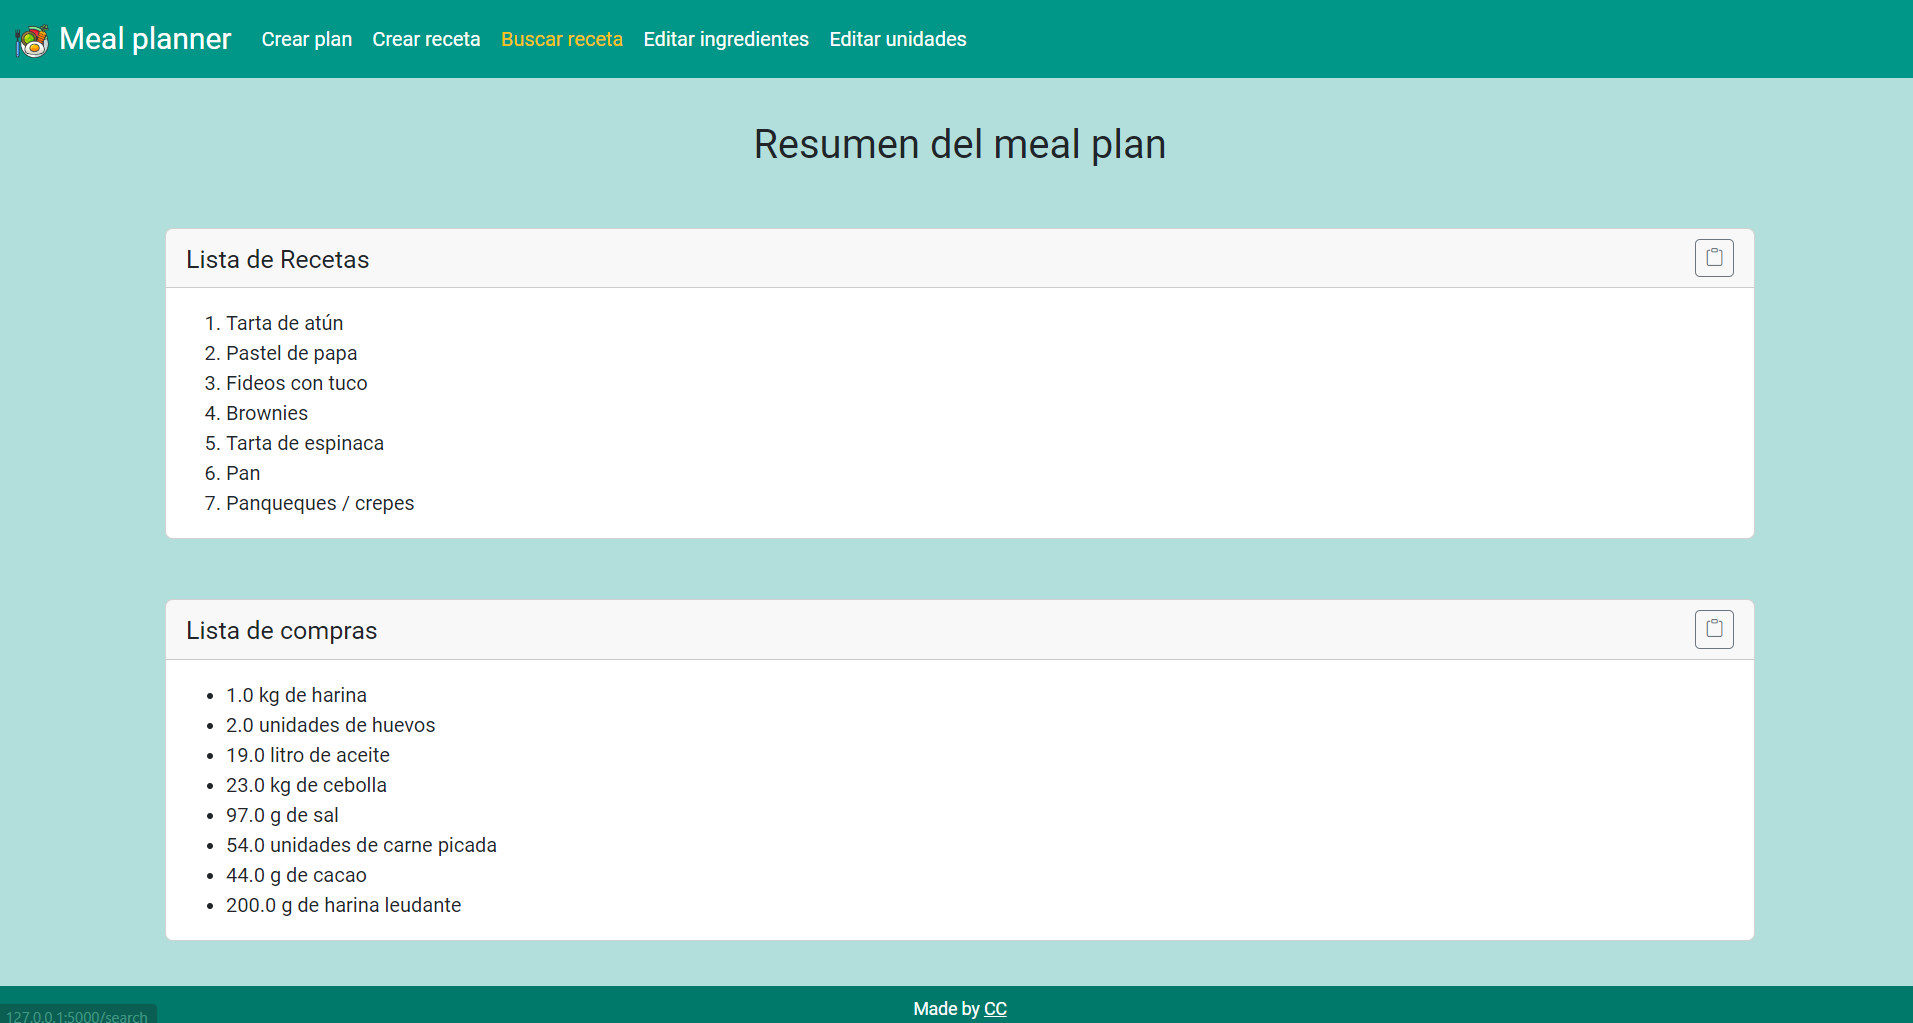 Meal planner Crear plan Crear receta Buscar receta Editar ingredientes Editar unidades
Resumen del meal plan
Lista de Recetas
1. Tarta de atún
2. Pastel de papa
3. Fideos con tuco
4. Brownies
5. Tarta de espinaca
6. Pan
7. Panqueques / crepes
Lista de compras
• 1.0 kg de harina
• 2.0 unidades de huevos
• 19.0 litro de aceite
• 23.0 kg de cebolla
• 97.0 g de sal
• 54.0 unidades de carne picada
• 44.0 g de cacao
• 200.0 g de harina leudante
Made by CC
127.0.0.1:5000/search